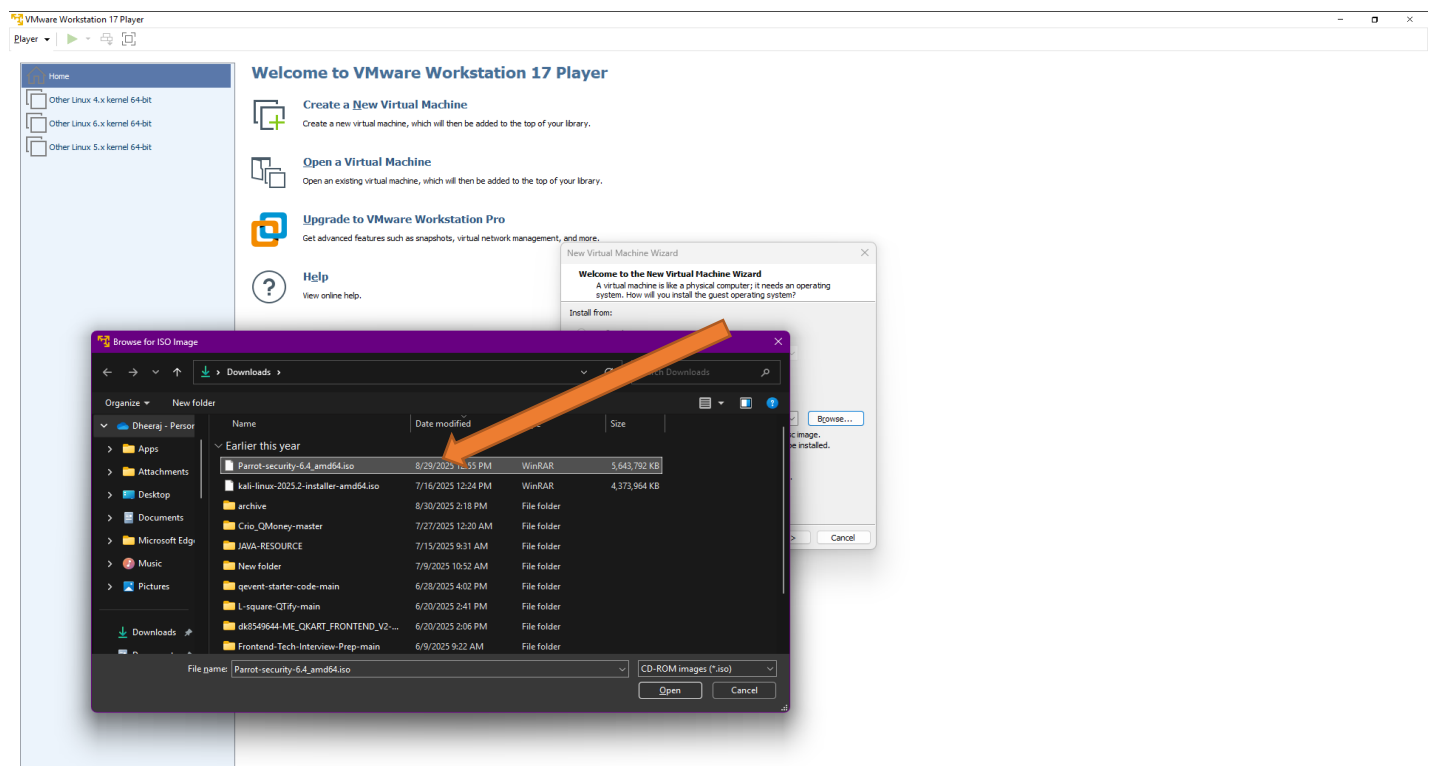 VMware Workstation 17 Player
Player
Home
Other Linux 4.x kernel 64-bit
Other Linux 6.x kernel 64-bit
Other Linux 5.x kernel 64-bit
Welcome to VMware Workstation 17 Player
Create a New Virtual Machine
Create a new virtual machine, which will then be added to the top of your library.
Open a Virtual Machine
Open an existing virtual machine, which will then be added to the top of your library.
Upgrade to VMware Workstation Pro
Get advanced features such as snapshots, virtual network management, and more.
Help
View online help.
New Virtual Machine Wizard
Welcome to the New Virtual Machine Wizard
A virtual machine is like a physical computer; it needs an operating
system. How will you install the guest operating system?
Install from:
Browse...
image.
installed.
>
Cancel
Browse for ISO Image
Downloads
Downloads
Organize
New folder
Name Date modified Size
Dheeraj - Person
Apps
Attachments
Desktop
Documents
Microsoft Edg
Music
Pictures
Downloads
Earlier this year
Parrot-security-6.4_amd64.iso 8/29/2025 PM WinRAR 5,643,792 KB
kali-linux-2025.2-installer-amd64.iso 7/16/2025 12:24 PM WinRAR 4,373,964 KB
archive 8/30/2025 2:18 PM File folder
Crio_QMoney-master 7/27/2025 12:20 AM File folder
JAVA-RESOURCE 7/15/2025 9:31 AM File folder
New folder 7/9/2025 10:52 AM File folder
qevent-starter-code-main 6/28/2025 4:02 PM File folder
L-square-QTify-main 6/20/2025 2:41 PM File folder
dk8549644-ME_QKART_FRONTEND_V2-... 6/20/2025 2:06 PM File folder
Frontend-Tech-Interview-Prep-main 6/9/2025 9:22 AM File folder
File name: Parrot-security-6.4_amd64.iso
CD-ROM images (*.iso)
Open
Cancel